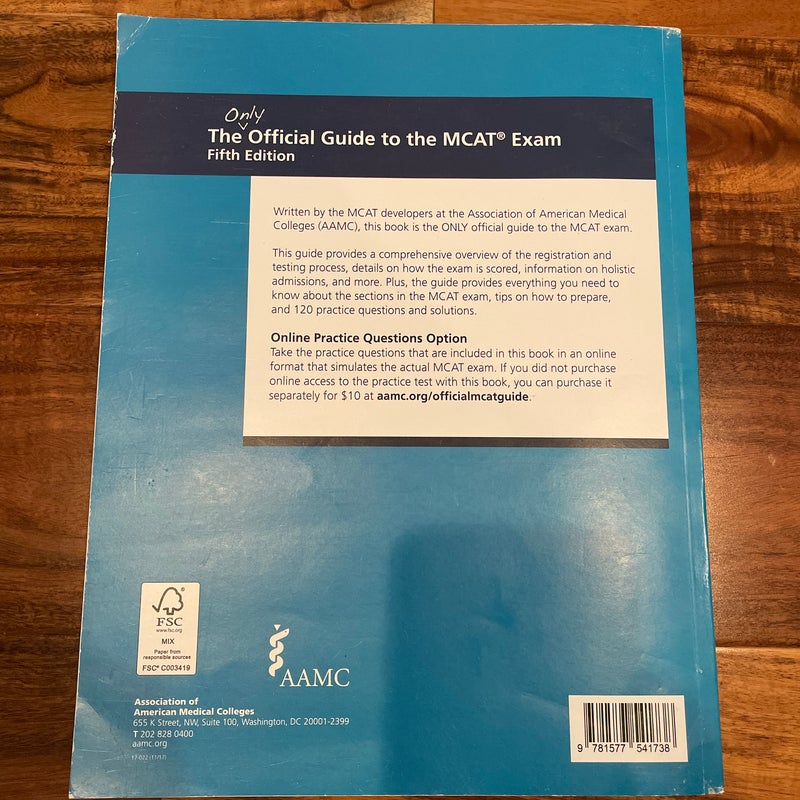 Only
The Official Guide to the MCAT® Exam
Fifth Edition
Written by the MCAT developers at the Association of American Medical
Colleges (AAMC), this book is the ONLY official guide to the MCAT exam.
This guide provides a comprehensive overview of the registration and
testing process, details on how the exam is scored, information on holistic
admissions, and more. Plus, the guide provides everything you need to
know about the sections in the MCAT exam, tips on how to prepare,
and 120 practice questions and solutions.
Online Practice Questions Option
Take the practice questions that are included in this book in an online
format that simulates the actual MCAT exam. If you did not purchase
online access to the practice test with this book, you can purchase it
separately for $10 at aamc.org/officialmcatguide.
FSC
www.fsc.org
MIX
Paper from
responsible sources
FSC® C003419
AAMC
Association of
American Medical Colleges
655 K Street, NW, Suite 100, Washington, DC 20001-2399
T 202 828 0400
aamc.org
17-022 (11/17)
9 781577 541738